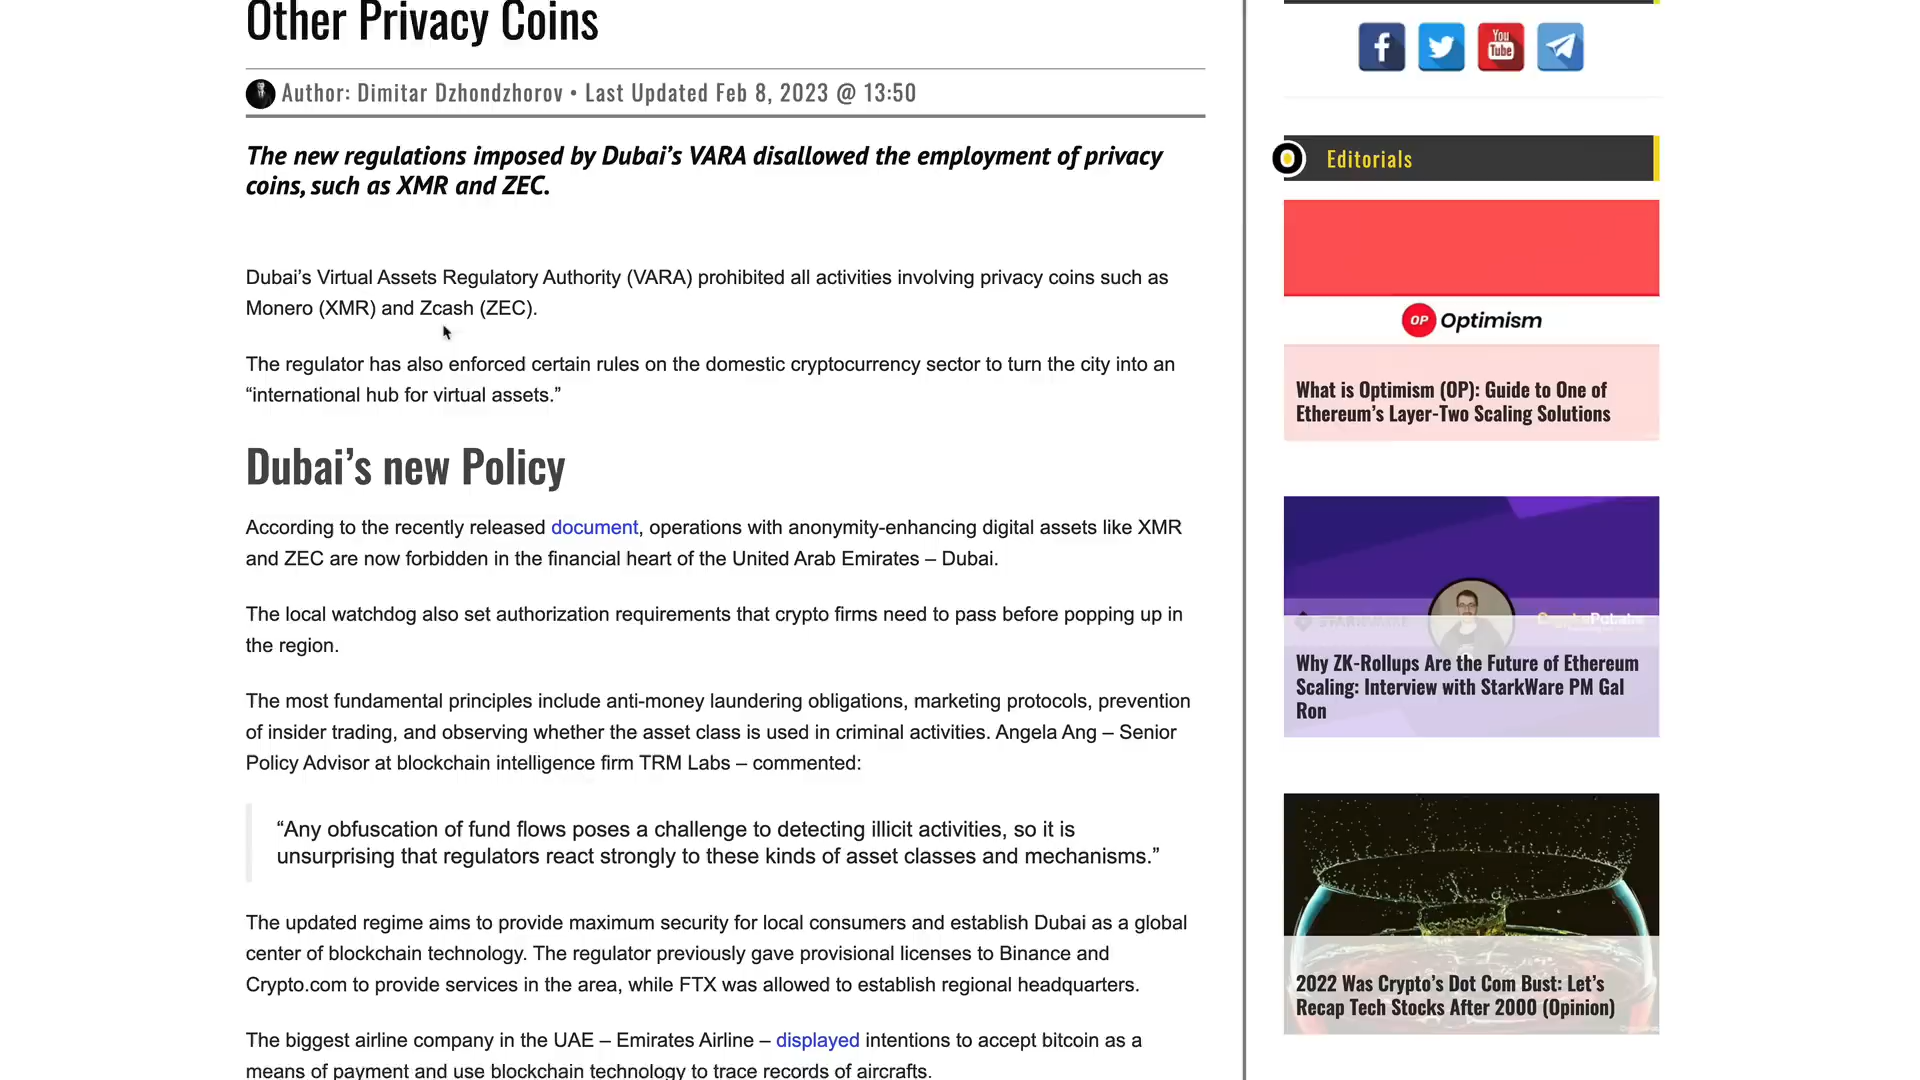 Other Privacy Coins
Author: Dimitar Dzhondzhorov • Last Updated Feb 8, 2023 @ 13:50
The new regulations imposed by Dubai’s VARA disallowed the employment of privacy
coins, such as XMR and ZEC.
Dubai’s Virtual Assets Regulatory Authority (VARA) prohibited all activities involving privacy coins such as
Monero (XMR) and Zcash (ZEC).
The regulator has also enforced certain rules on the domestic cryptocurrency sector to turn the city into an
“international hub for virtual assets.”
Dubai’s new Policy
According to the recently released document, operations with anonymity-enhancing digital assets like XMR
and ZEC are now forbidden in the financial heart of the United Arab Emirates – Dubai.
The local watchdog also set authorization requirements that crypto firms need to pass before popping up in
the region.
The most fundamental principles include anti-money laundering obligations, marketing protocols, prevention
of insider trading, and observing whether the asset class is used in criminal activities. Angela Ang – Senior
Policy Advisor at blockchain intelligence firm TRM Labs – commented:
“Any obfuscation of fund flows poses a challenge to detecting illicit activities, so it is
unsurprising that regulators react strongly to these kinds of asset classes and mechanisms.”
The updated regime aims to provide maximum security for local consumers and establish Dubai as a global
center of blockchain technology. The regulator previously gave provisional licenses to Binance and
Crypto.com to provide services in the area, while FTX was allowed to establish regional headquarters.
The biggest airline company in the UAE – Emirates Airline – displayed intentions to accept bitcoin as a
means of payment and use blockchain technology to trace records of aircrafts.
You
Tube
Editorials
OP Optimism
What is Optimism (OP): Guide to One of
Ethereum’s Layer-Two Scaling Solutions
STARKWARE
CryptoPotato
Why ZK-Rollups Are the Future of Ethereum
Scaling: Interview with StarkWare PM Gal
Ron
2022 Was Crypto’s Dot Com Bust: Let’s
Recap Tech Stocks After 2000 (Opinion)